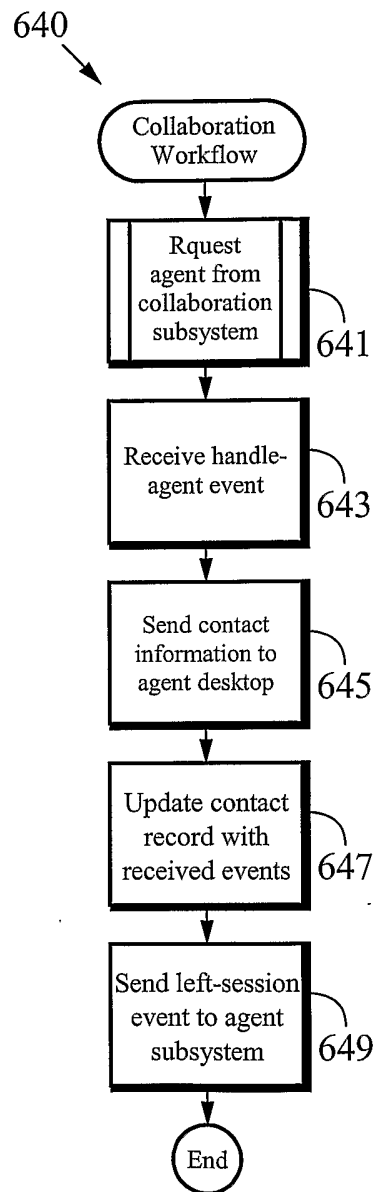 640
Collaboration
Workflow
Rquest
agent from
collaboration
subsystem
641
Receive handle-
agent event
643
Send contact
information to
agent desktop
645
Update contact
record with
received events
647
Send left-session
event to agent
subsystem
649
End